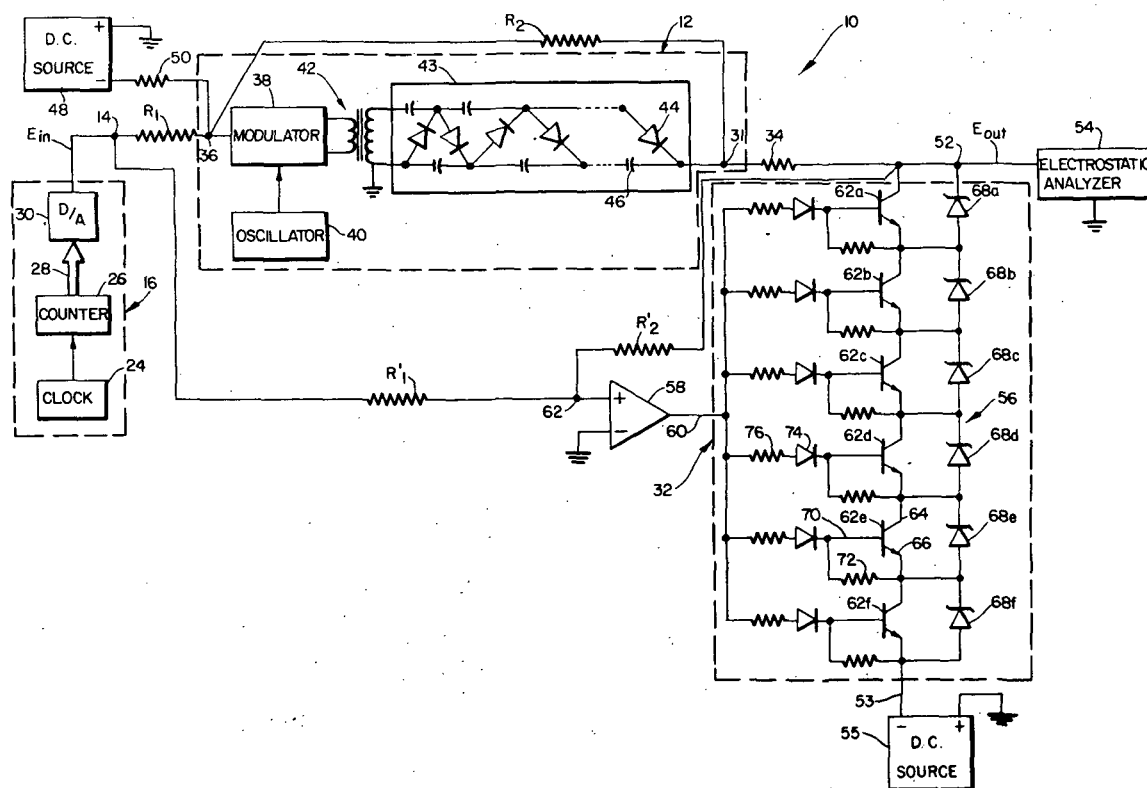 D.C.
SOURCE
+
−
48
50
R1
Ein
14
36
R2
12
10
42
43
38
MODULATOR
44
46
31
34
OSCILLATOR
40
52
Eout
54
ELECTROSTATIC
ANALYZER
D/A
30
28
26
16
COUNTER
24
CLOCK
R'1
R'2
62
58
+
−
60
32
62a
68a
62b
68b
62c
68c
56
76
74
62d
68d
70
62e
64
66
68e
72
62f
68f
53
55
−
+
D.C.
SOURCE